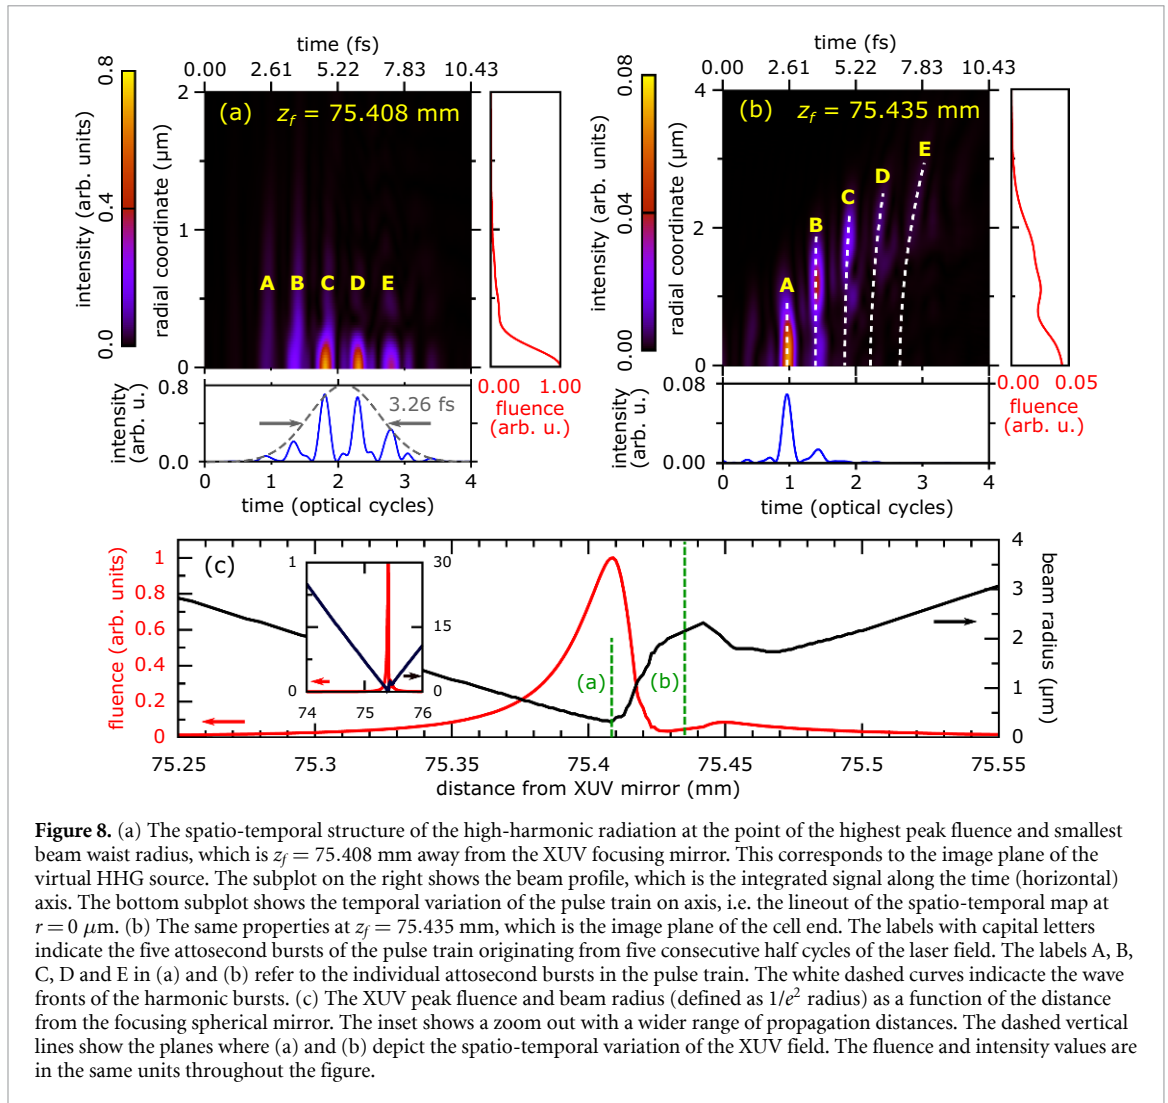 time (fs)
0.00 2.61 5.22 7.83 10.43
(a) z_f = 75.408 mm
intensity (arb. units)
0.0 0.4 0.8
radial coordinate (µm)
2
1
0
A B C D E
0.00 1.00
fluence
(arb. u.)
intensity
(arb. u.)
0.8
0.0
3.26 fs
0 1 2 3 4
time (optical cycles)
time (fs)
0.00 2.61 5.22 7.83 10.43
(b) z_f = 75.435 mm
intensity (arb. units)
0.00 0.04 0.08
radial coordinate (µm)
4
2
0
A B C D E
0.00 0.05
fluence
(arb. u.)
intensity
(arb. u.)
0.08
0.00
0 1 2 3 4
time (optical cycles)
(c)
fluence (arb. units)
1
0.8
0.6
0.4
0.2
0
1
0
30
15
0
74 75 76
(a)
(b)
4
3
2
1
0
beam radius (µm)
75.25 75.3 75.35 75.4 75.45 75.5 75.55
distance from XUV mirror (mm)
Figure 8. (a) The spatio-temporal structure of the high-harmonic radiation at the point of the highest peak fluence and smallest
beam waist radius, which is z_f = 75.408 mm away from the XUV focusing mirror. This corresponds to the image plane of the
virtual HHG source. The subplot on the right shows the beam profile, which is the integrated signal along the time (horizontal)
axis. The bottom subplot shows the temporal variation of the pulse train on axis, i.e. the lineout of the spatio-temporal map at
r = 0 µm. (b) The same properties at z_f = 75.435 mm, which is the image plane of the cell end. The labels with capital letters
indicate the five attosecond bursts of the pulse train originating from five consecutive half cycles of the laser field. The labels A, B,
C, D and E in (a) and (b) refer to the individual attosecond bursts in the pulse train. The white dashed curves indicacte the wave
fronts of the harmonic bursts. (c) The XUV peak fluence and beam radius (defined as 1/e² radius) as a function of the distance
from the focusing spherical mirror. The inset shows a zoom out with a wider range of propagation distances. The dashed vertical
lines show the planes where (a) and (b) depict the spatio-temporal variation of the XUV field. The fluence and intensity values are
in the same units throughout the figure.